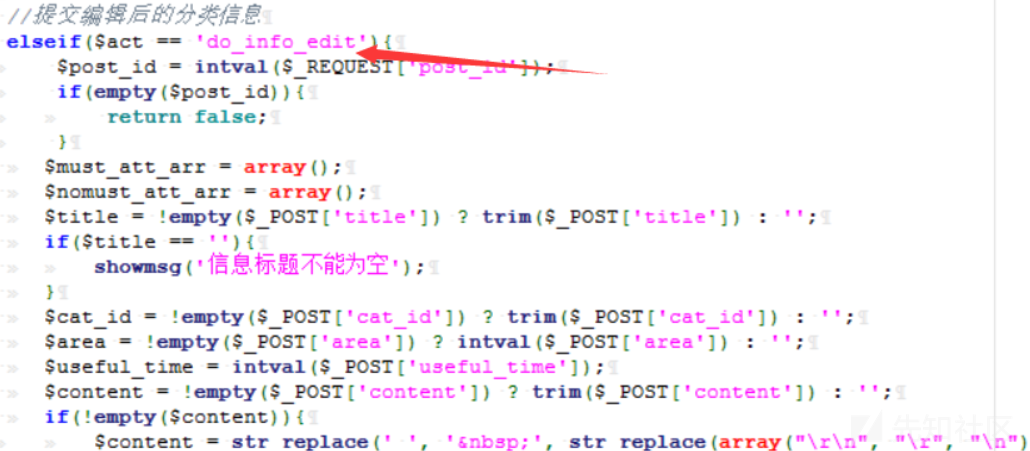 //提交编辑后的分类信息
elseif($act == 'do_info_edit'){
$post_id = intval($_REQUEST['post_id']);
if(empty($post_id)){
return false;
}
$must_att_arr = array();
$nomust_att_arr = array();
$title = !empty($_POST['title']) ? trim($_POST['title']) : '';
if($title == ''){
showmsg('信息标题不能为空');
}
$cat_id = !empty($_POST['cat_id']) ? trim($_POST['cat_id']) : '';
$area = !empty($_POST['area']) ? intval($_POST['area']) : '';
$useful_time = intval($_POST['useful_time']);
$content = !empty($_POST['content']) ? trim($_POST['content']) : '';
if(!empty($content)){
$content = str_replace(' ', '&nbsp;', str_replace(array("\r\n", "\r", "\n")
先知社区